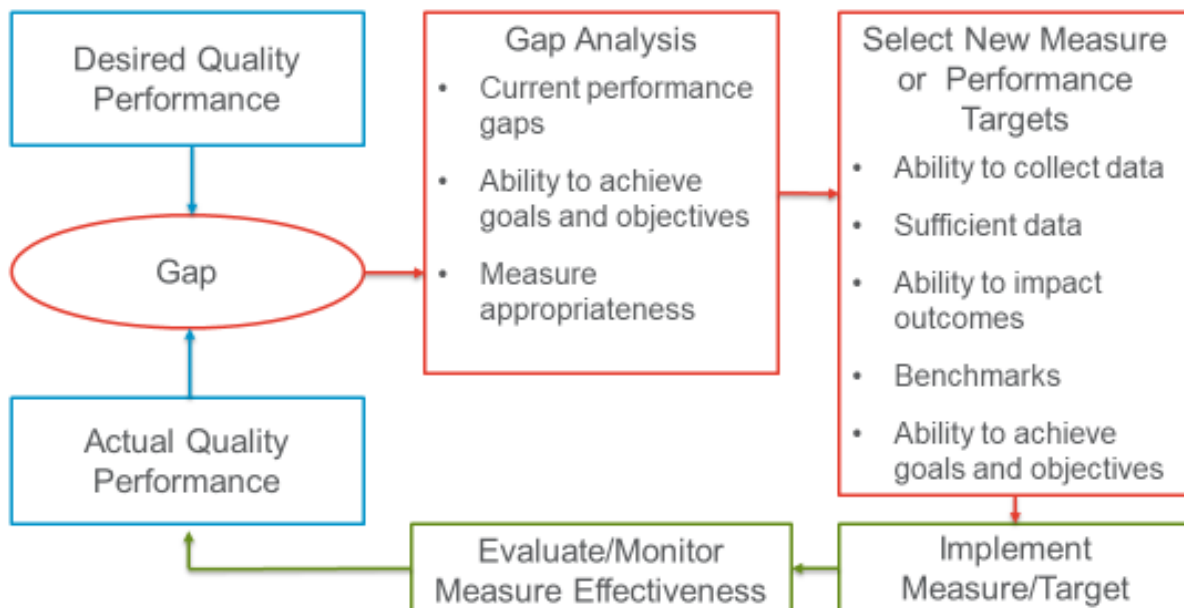 Desired Quality
Performance
Gap
Actual Quality
Performance
Gap Analysis
• Current performance
gaps
• Ability to achieve
goals and objectives
• Measure
appropriateness
Select New Measure
or Performance
Targets
• Ability to collect data
• Sufficient data
• Ability to impact
outcomes
• Benchmarks
• Ability to achieve
goals and objectives
Implement
Measure/Target
Evaluate/Monitor
Measure Effectiveness